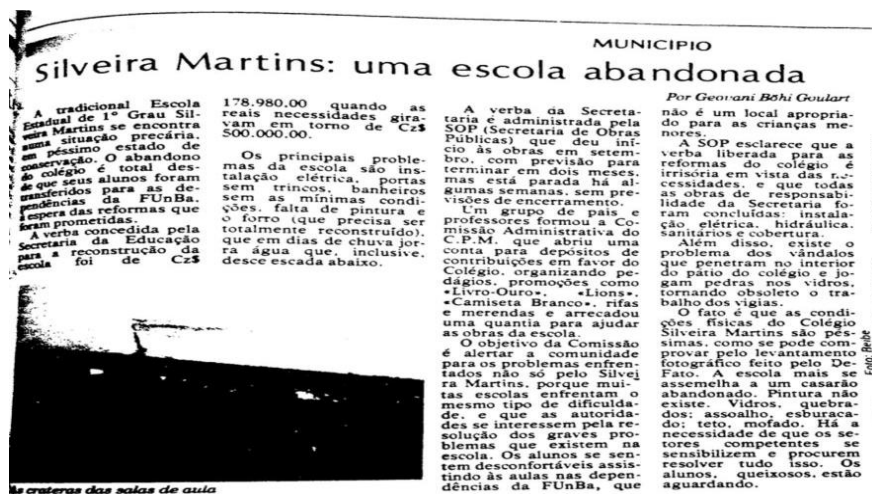 MUNICIPIO
Silveira Martins: uma escola abandonada
Por Geovani Böhi Goulart
A tradicional Escola
Estadual de 1º Grau Sil-
veira Martins se encontra
numa situação precária,
em péssimo estado de
conservação. O abandono
do colégio é total des-
de que seus alunos foram
transferidos para as de-
pendências da FUnBa,
à espera das reformas que
foram prometidas.
A verba concedida pela
Secretaria da Educação
para a reconstrução da
escola foi de Cz$
178.980,00 quando as
reais necessidades gira-
vam em torno de Cz$
500.000,00.
Os principais proble-
mas da escola são ins-
talação elétrica, portas
sem trincos, banheiros
sem as mínimas condi-
ções, falta de pintura e
o forro (que precisa ser
totalmente reconstruído),
que em dias de chuva jor-
ra água que, inclusive,
desce escada abaixo.
As crateras das salas de aula
A verba da Secre-
taria é administrada pela
SOP (Secretaria de Obras
Públicas) que deu iní-
cio às obras em setem-
bro, com previsão para
terminar em dois meses,
mas está parada há al-
gumas semanas, sem pre-
visões de encerramento.
Um grupo de pais e
professores formou a Co-
missão Administrativa do
C.P.M. que abriu uma
conta para depósitos de
contribuições em favor do
Colégio, organizando pe-
dágios, promoções como
«Livro-Ouro», «Lions»,
«Camiseta Branco», rifas
e merendas e arrecadou
uma quantia para ajudar
as obras da escola.
O objetivo da Comissão
é alertar a comunidade
para os problemas enfren-
tados não só pelo Silvei
ra Martins, porque mui-
tas escolas enfrentam o
mesmo tipo de dificulda-
de, e que as autorida-
des se interessem pela re-
solução dos graves pro-
blemas que existem na
escola. Os alunos se sen-
tem desconfortáveis assis-
tindo às aulas nas depen-
dências da FUnBa, que
não é um local apropria-
do para as crianças me-
nores.
A SOP esclarece que a
verba liberada para as
reformas do colégio é
irrisória em vista das ne-
cessidades, e que todas
as obras de responsabi-
lidade da Secretaria fo-
ram concluídas: instala-
ção elétrica, hidráulica,
sanitários e cobertura.
Além disso, existe o
problema dos vândalos
que penetram no interior
do pátio do colégio e jo-
gam pedras nos vidros,
tornando obsoleto o tra-
balho dos vigias.
O fato é que as condi-
ções físicas do Colégio
Silveira Martins são pés-
simas, como se pode com-
provar pelo levantamento
fotográfico feito pelo De-
Fato. A escola mais se
assemelha a um casarão
abandonado. Pintura não
existe. Vidros, quebra-
dos; assoalho, esburaca-
do; teto, mofado. Há a
necessidade de que os se-
tores competentes se
sensibilizem e procurem
resolver tudo isso. Os
alunos, queixosos, estão
aguardando.
Foto: Beibe